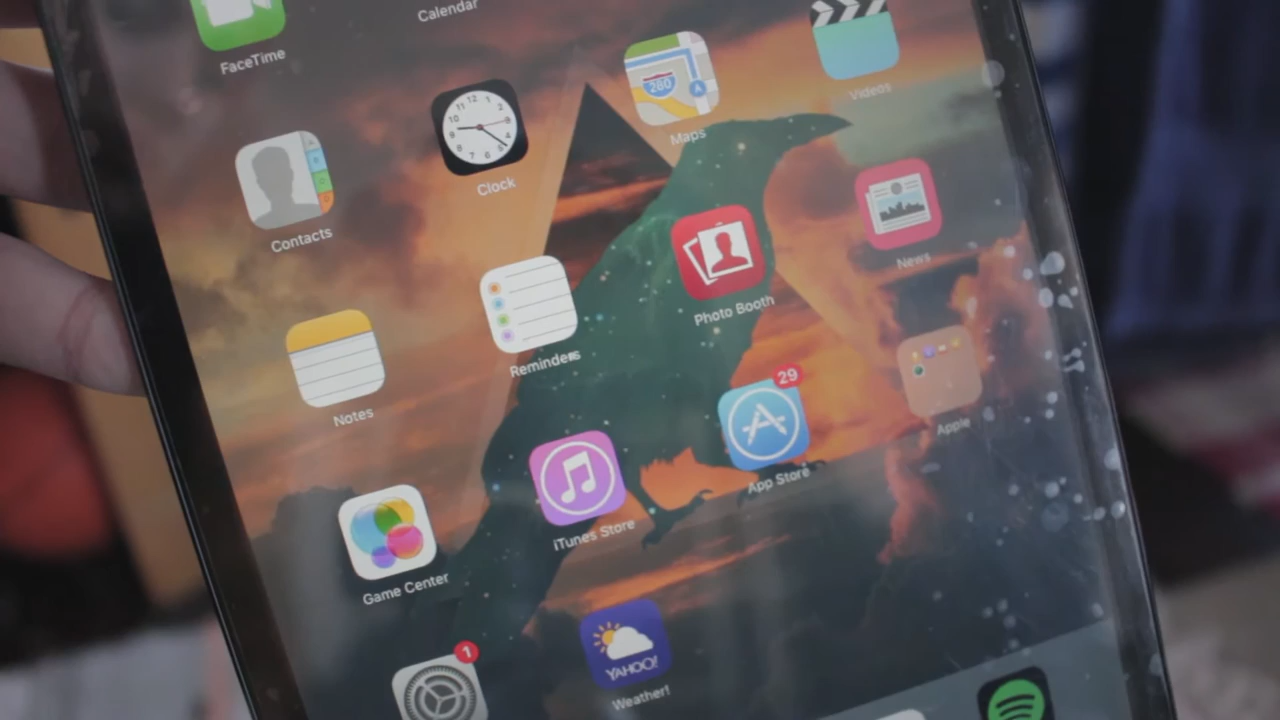 Calendar
FaceTime
Videos
280
Maps
Clock
Contacts
News
Photo Booth
Reminders
Notes
29
Apple
App Store
iTunes Store
Game Center
1
YAHOO!
Weather!